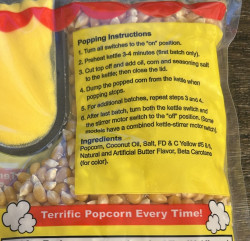 Popping Instructions
1. Turn all switches to the "on" position.
2. Preheat kettle 3-4 minutes (first batch only).
3. Cut top off and add oil, corn and seasoning salt
to the kettle; then close the lid.
4. Dump the popped corn from the kettle when
popping stops.
5. For additional batches, repeat steps 3 and 4.
6. After last batch, turn both the kettle switch and
the stirrer motor switch to the "off" position. (Some
models have a combined kettle-stirrer motor switch).
Ingredients
Popcorn, Coconut Oil, Salt, FD & C Yellow #5 &
Natural and Artificial Butter Flavor, Beta Carotene
(for color).
Terrific Popcorn Every Time!